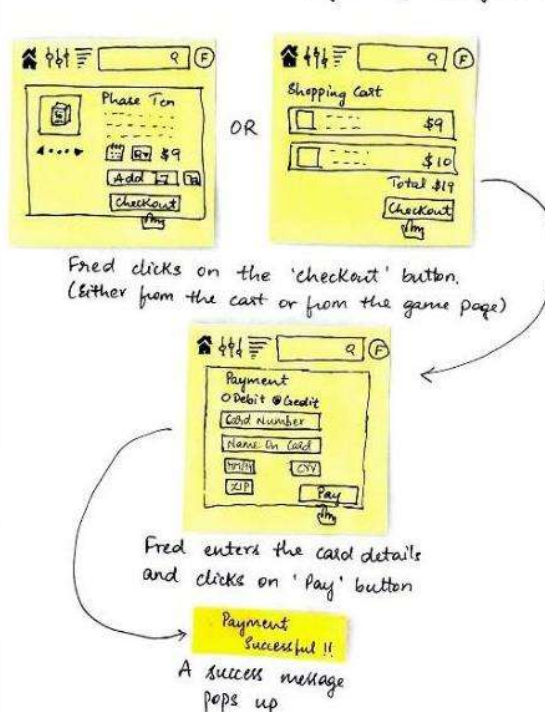 F
Phase Ten
$9
Add
Checkout
OR
F
Shopping Cart
$9
$10
Total $19
Checkout
Fred clicks on the 'checkout' button.
(Either from the cart or from the game page)
F
Payment
Debit Credit
Card Number
Name On Card
MM/YY CVV
ZIP
Pay
Fred enters the card details
and clicks on 'Pay' button
Payment
Successful !!
A success message
pops up